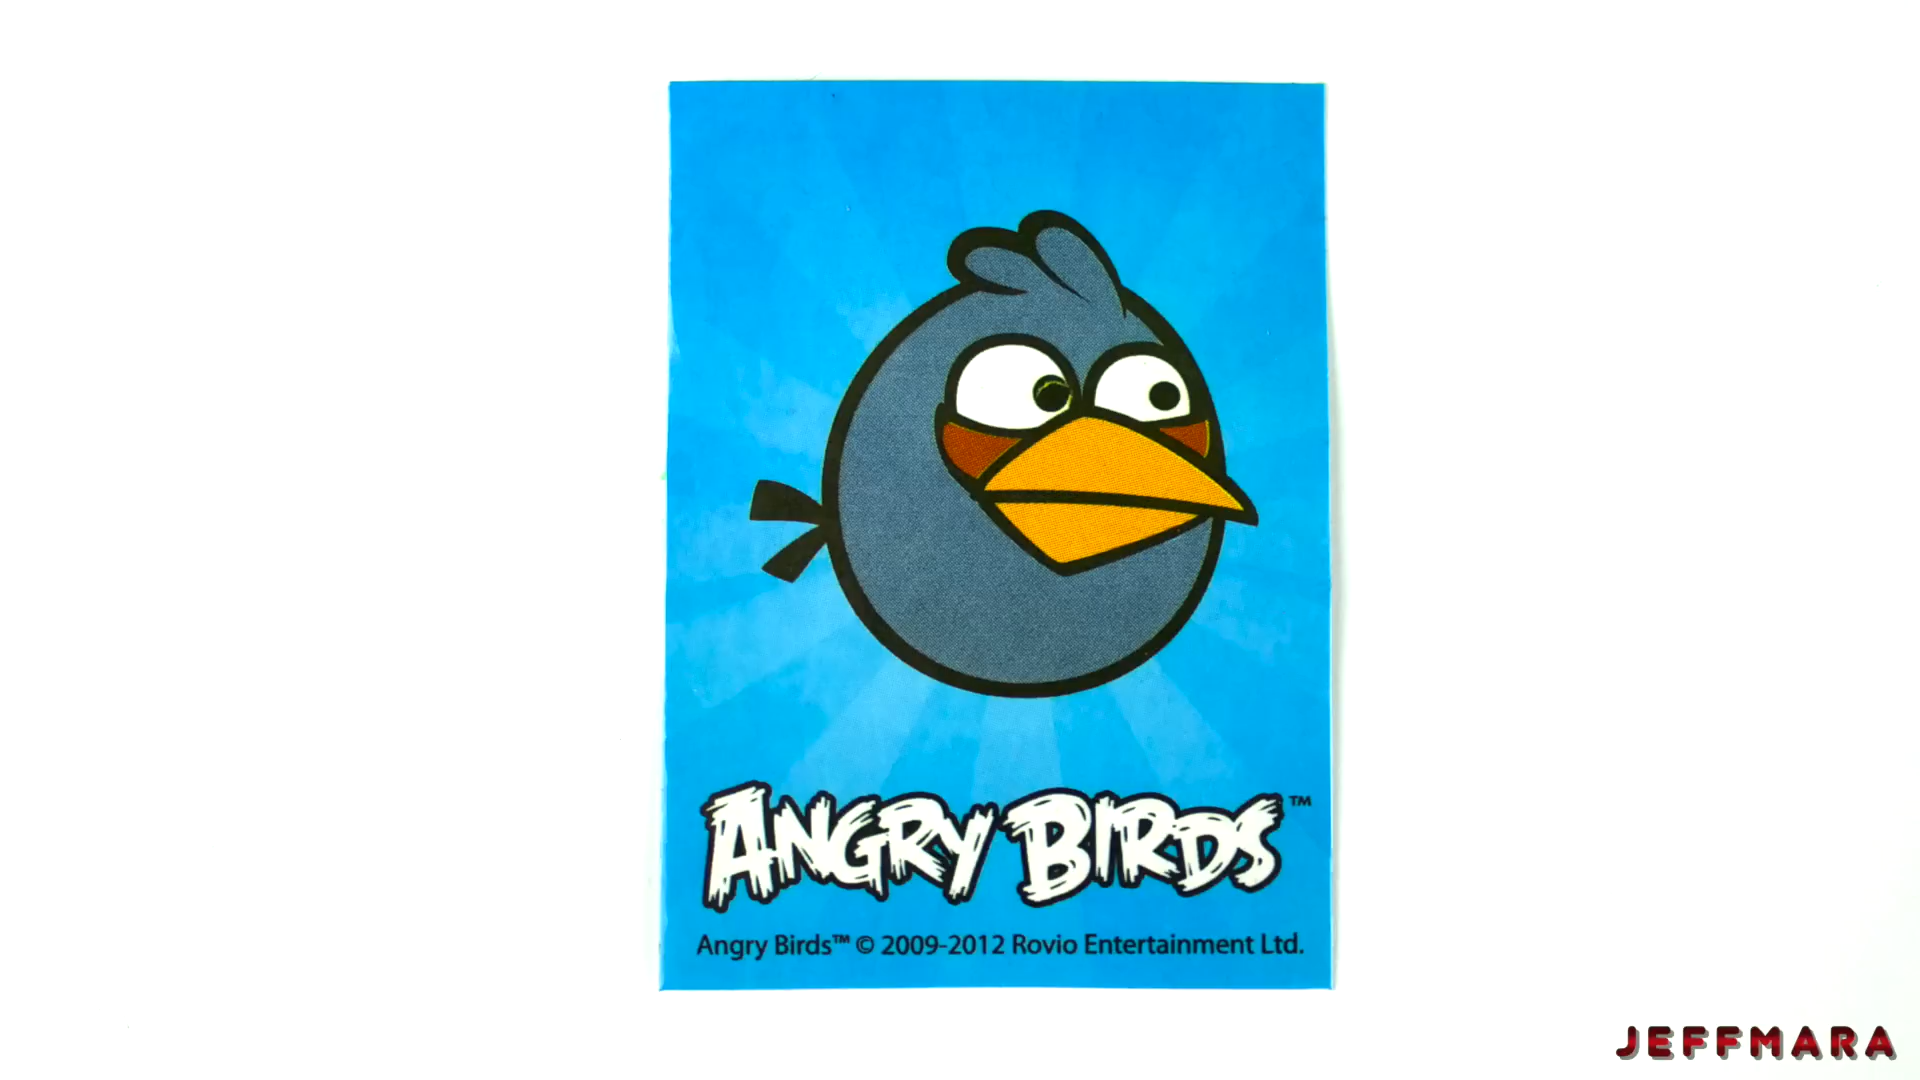 ANGRY BIRDS™
Angry Birds™ © 2009-2012 Rovio Entertainment Ltd.
JEFFMARA